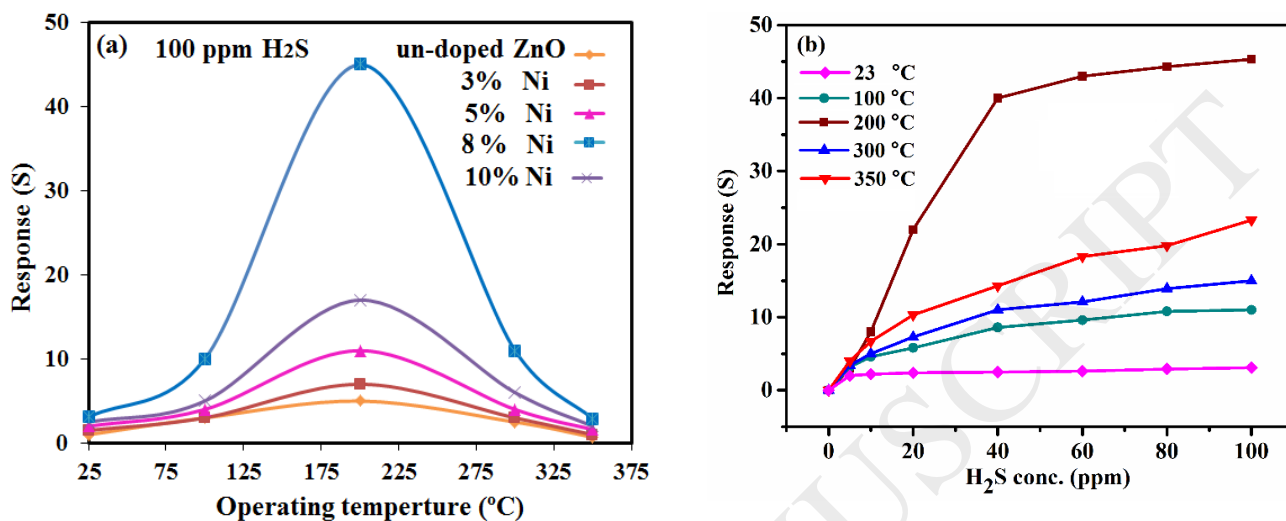 (a) 100 ppm H2S
un-doped ZnO
3% Ni
5% Ni
8 % Ni
10% Ni
50
40
30
20
10
0
Response (S)
25 75 125 175 225 275 325 375
Operating temperture (ºC)
(b)
23 °C
100 °C
200 °C
300 °C
350 °C
50
40
30
20
10
0
Response (S)
0 20 40 60 80 100
H2S conc. (ppm)
USCRIPT